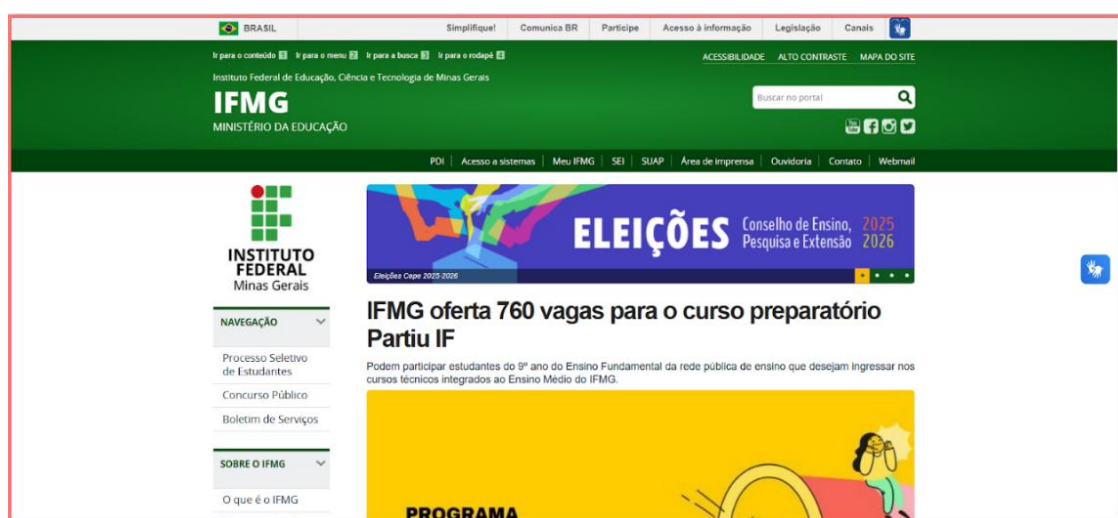 BRASIL Simplifique! Comunica BR Participe Acesso à informação Legislação Canais
Ir para o conteúdo 1 Ir para o menu 2 Ir para a busca 3 Ir para o rodapé 4 ACESSIBILIDADE ALTO CONTRASTE MAPA DO SITE
Instituto Federal de Educação, Ciência e Tecnologia de Minas Gerais
IFMG
Buscar no portal
MINISTÉRIO DA EDUCAÇÃO
PDI Acesso a sistemas Meu IFMG SEI SUAP Área de imprensa Ouvidoria Contato Webmail
INSTITUTO
FEDERAL
Minas Gerais
NAVEGAÇÃO
Processo Seletivo
de Estudantes
Concurso Público
Boletim de Serviços
SOBRE O IFMG
O que é o IFMG
ELEIÇÕES
Conselho de Ensino,
Pesquisa e Extensão
2025
2026
Eleições Cepe 2025-2026
IFMG oferta 760 vagas para o curso preparatório
Partiu IF
Podem participar estudantes do 9º ano do Ensino Fundamental da rede pública de ensino que desejam ingressar nos
cursos técnicos integrados ao Ensino Médio do IFMG.
PROGRAMA